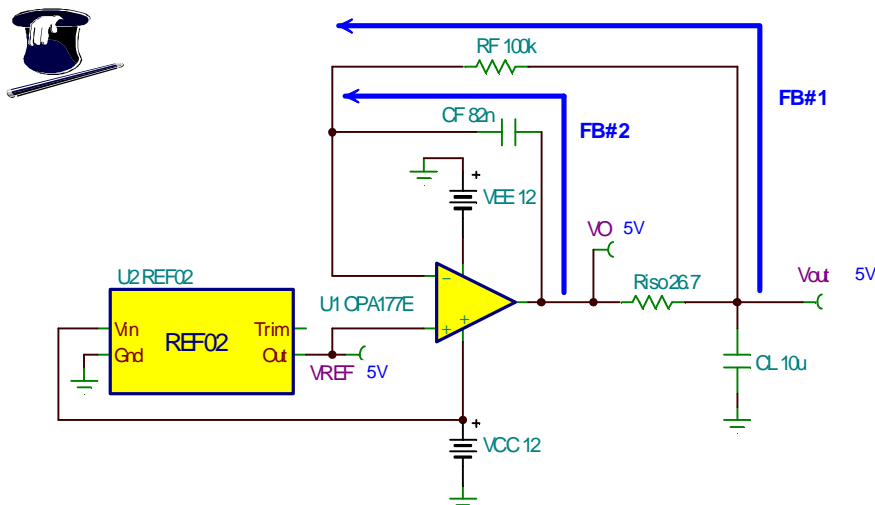 RF 100k
FB#1
CF 82n
FB#2
+
VEE 12
VO 5V
U2 REF02
Riso 26.7
Vout 5V
U1 OPA177E
-
+
+
Vin
Trim
REF02
Gnd
Out
VREF 5V
CL 10u
+
VCC 12